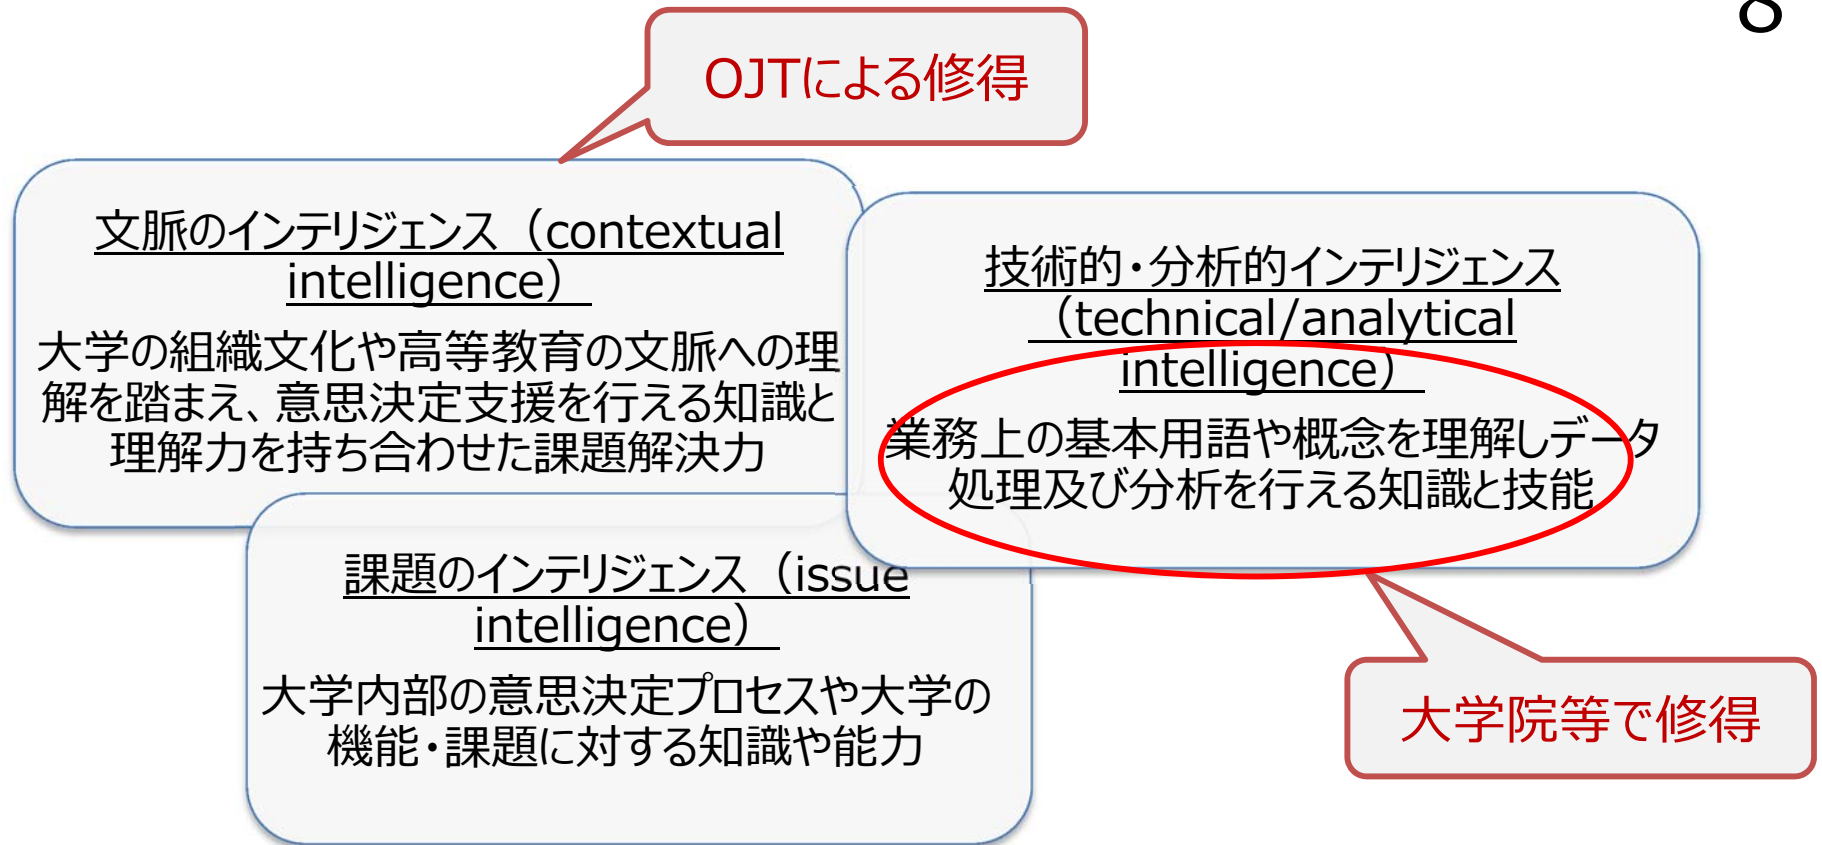 8
OJTによる修得
文脈のインテリジェンス（contextual
intelligence）
大学の組織文化や高等教育の文脈への理
解を踏まえ、意思決定支援を行える知識と
理解力を持ち合わせた課題解決力
技術的・分析的インテリジェンス
（technical/analytical
intelligence）
業務上の基本用語や概念を理解しデータ
処理及び分析を行える知識と技能
課題のインテリジェンス（issue
intelligence）
大学内部の意思決定プロセスや大学の
機能・課題に対する知識や能力
大学院等で修得